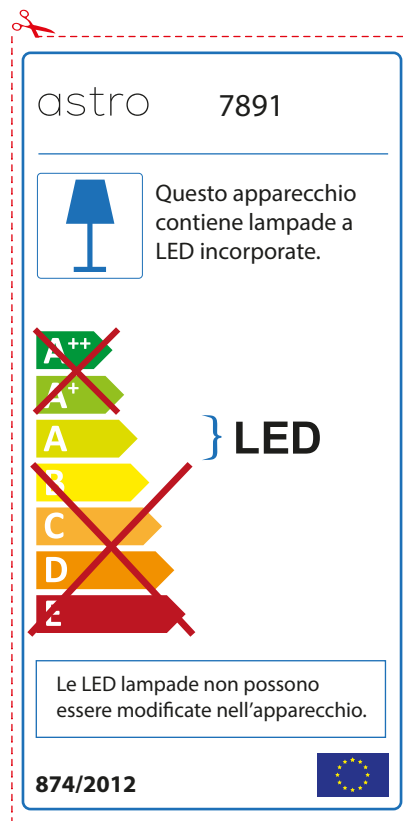 astro 7891
Questo apparecchio
contiene lampade a
LED incorporate.
A++
A+
A
LED
B
C
D
E
Le LED lampade non possono
essere modificate nell’apparecchio.
874/2012